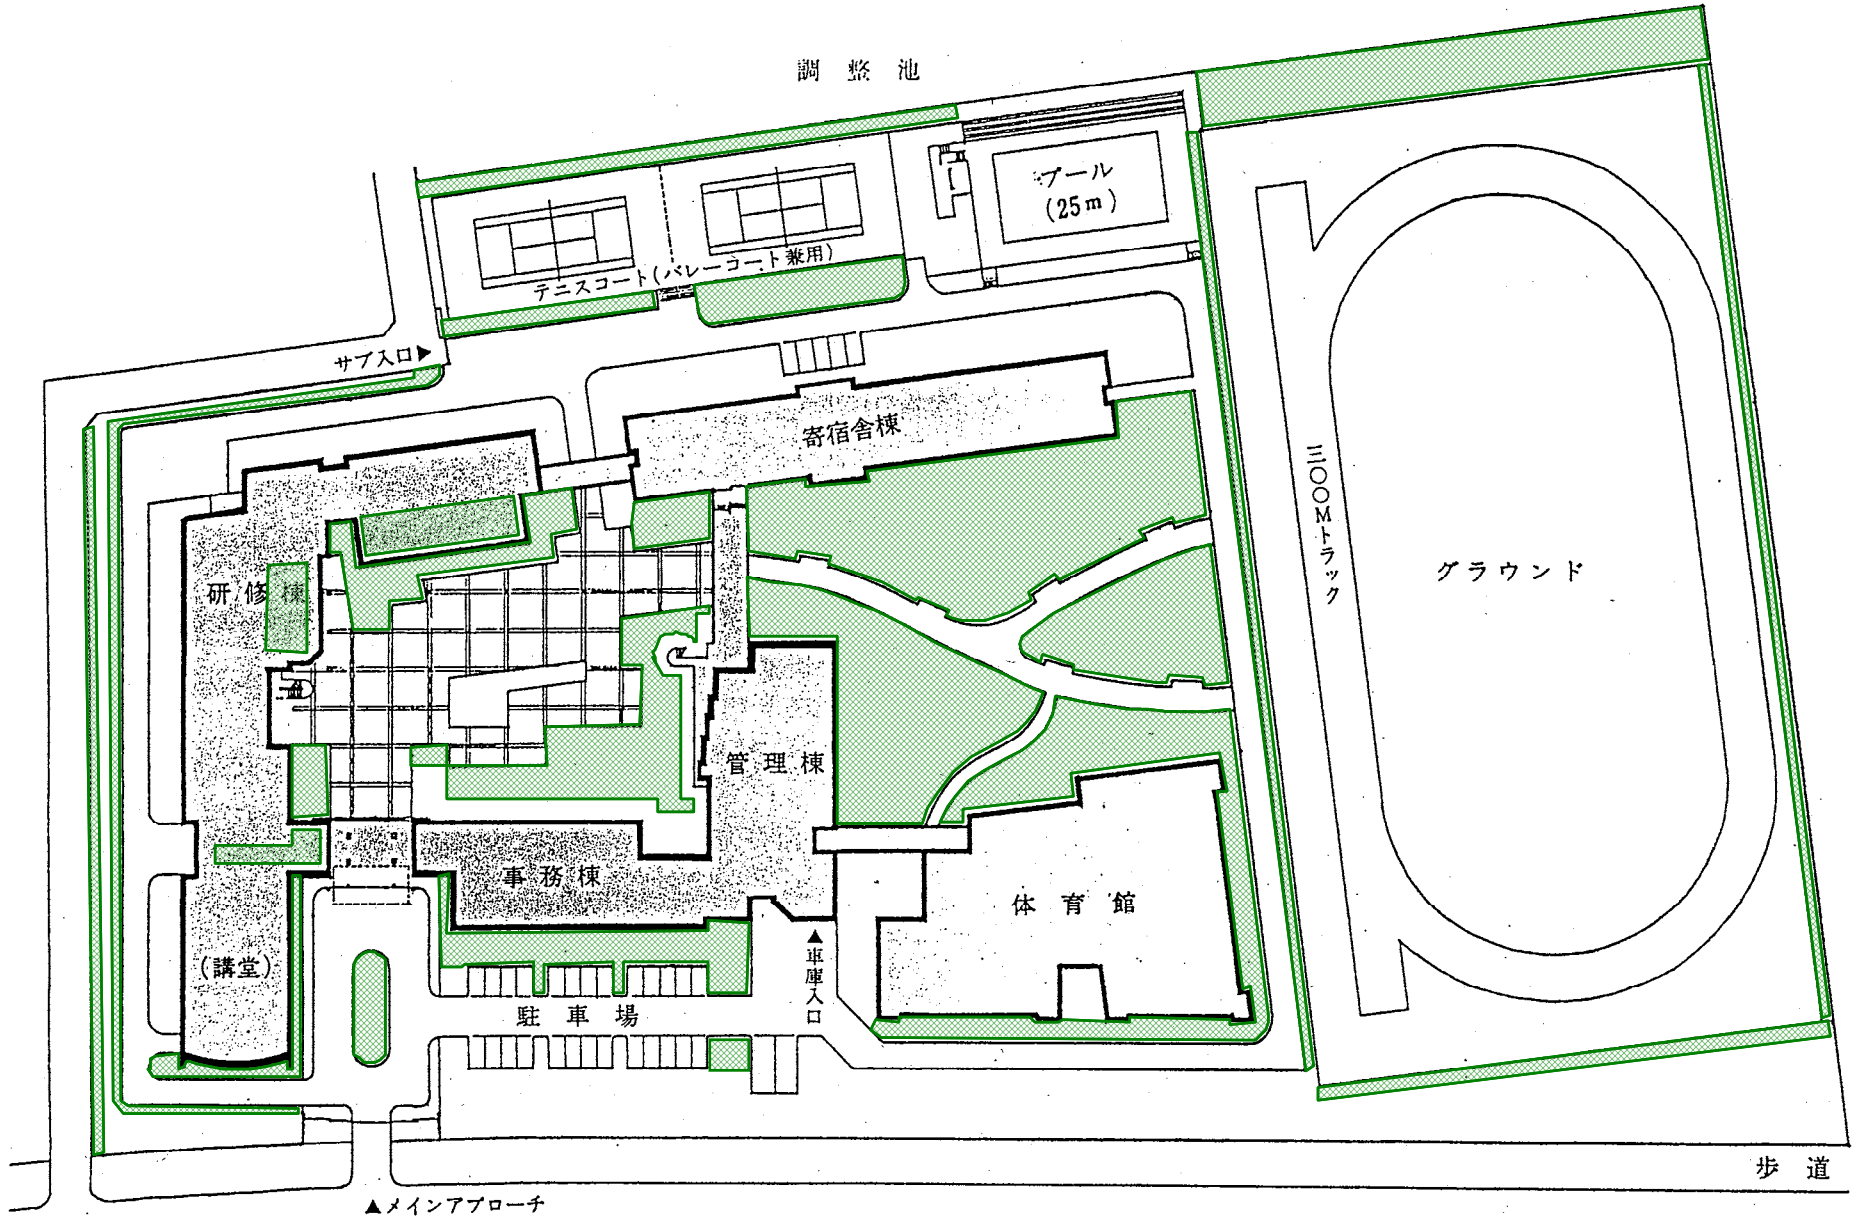 調整池
プール
(25m)
テニスコート(バレーコート兼用)
サブ入口▶
寄宿舎棟
三〇〇Mトラック
グラウンド
研修棟
管理棟
事務棟
体育館
(講堂)
▲車庫入口
駐車場
歩道
▲メインアプローチ